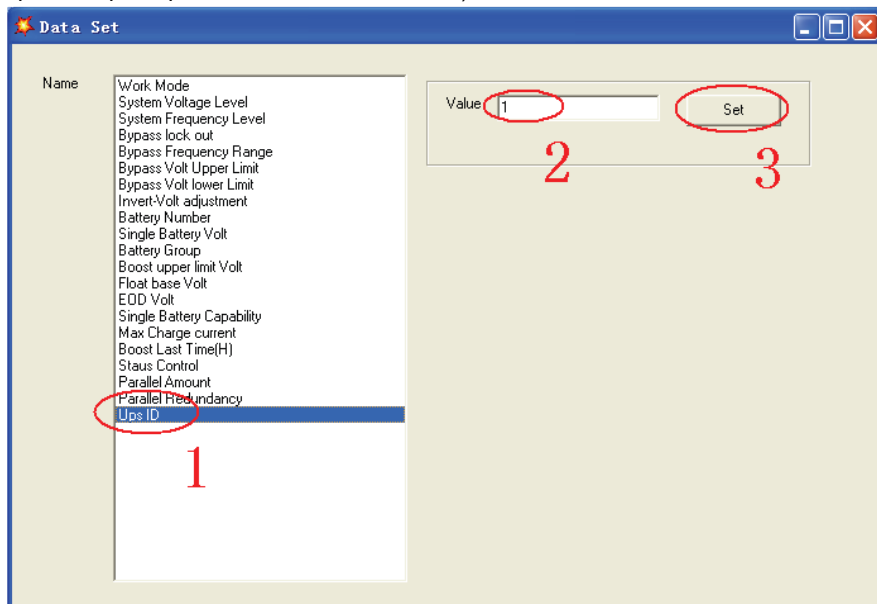 Data Set
Name
Work Mode
System Voltage Level
System Frequency Level
Bypass lock out
Bypass Frequency Range
Bypass Volt Upper Limit
Bypass Volt lower Limit
Invert-Volt adjustment
Battery Number
Single Battery Volt
Battery Group
Boost upper limit Volt
Float base Volt
EOD Volt
Single Battery Capability
Max Charge current
Boost Last Time(H)
Staus Control
Parallel Amount
Parallel Redundancy
Ups ID
1
Value 1 Set
2 3